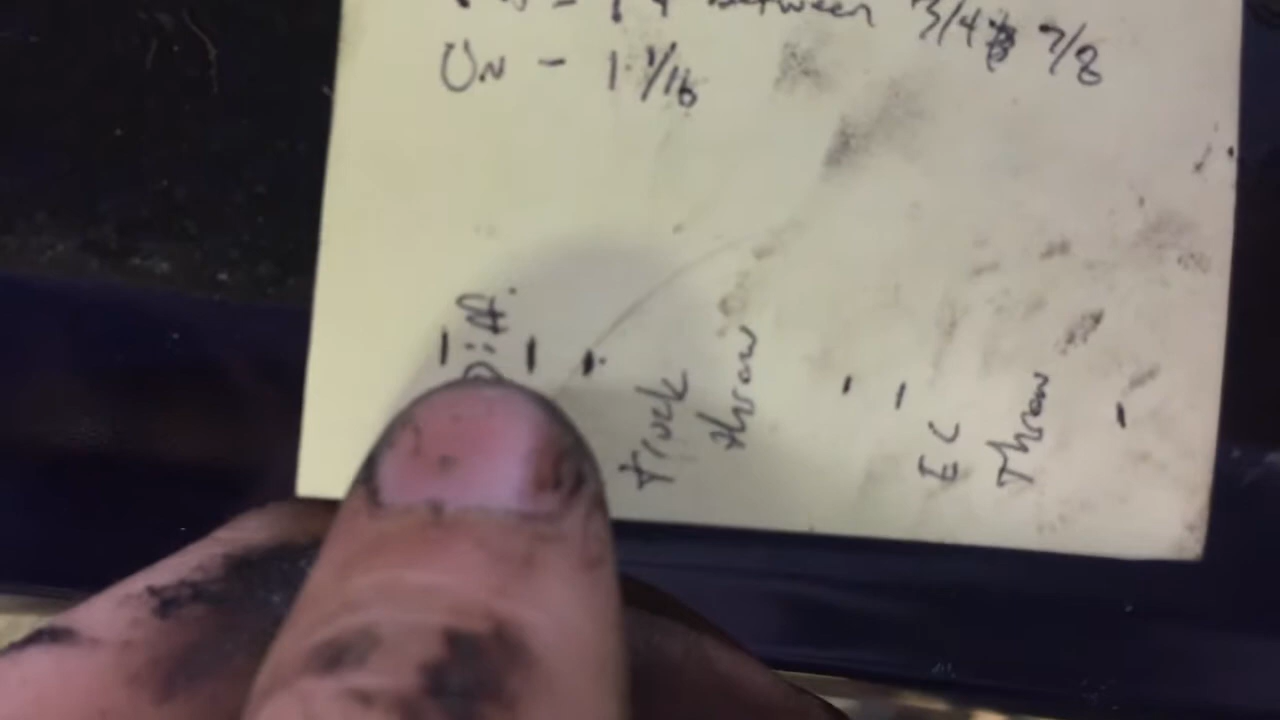 between 3/4 & 7/8
ON - 1 1/16
Diff.
truck
throw
EC
Throw